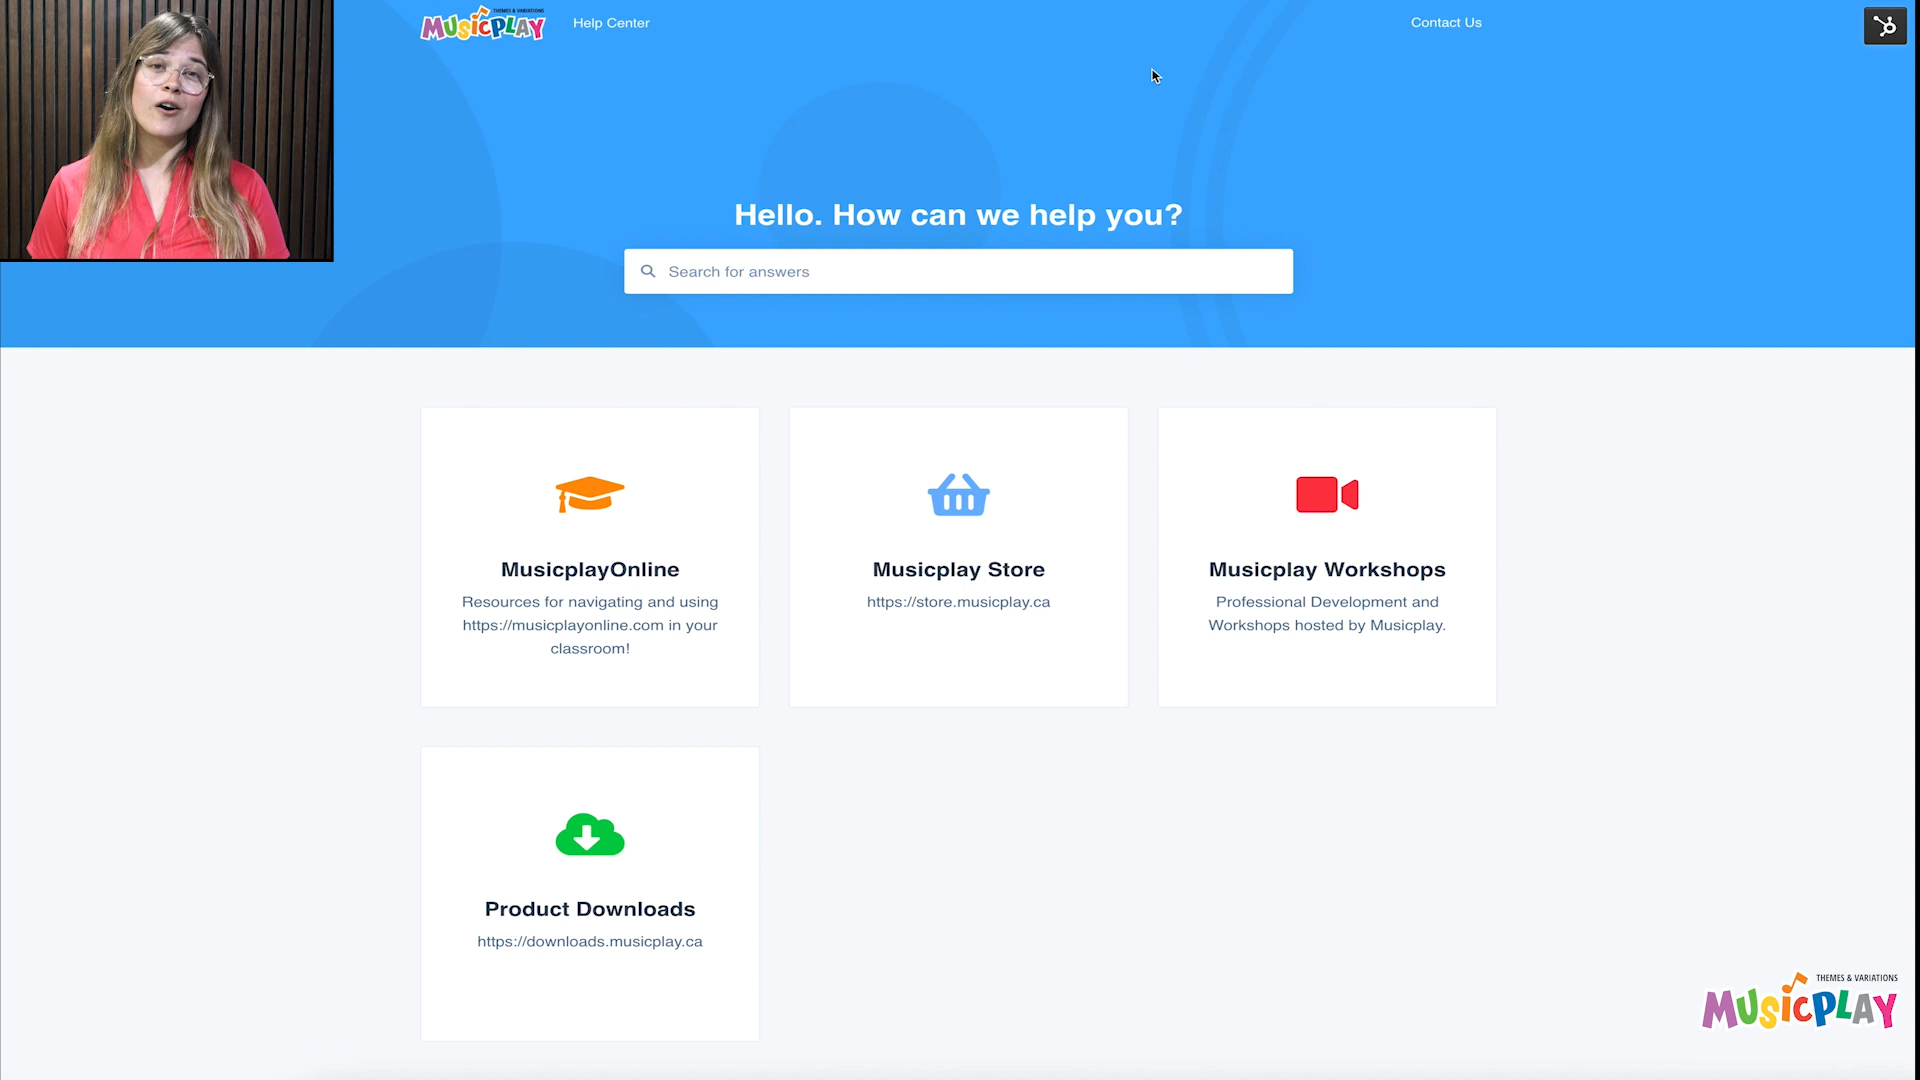 THEMES & VARIATIONS
MUSICPLAY
Help Center
Contact Us
Hello. How can we help you?
Search for answers
MusicplayOnline
Resources for navigating and using
https://musicplayonline.com in your
classroom!
Musicplay Store
https://store.musicplay.ca
Musicplay Workshops
Professional Development and
Workshops hosted by Musicplay.
Product Downloads
https://downloads.musicplay.ca
THEMES & VARIATIONS
MUSICPLAY